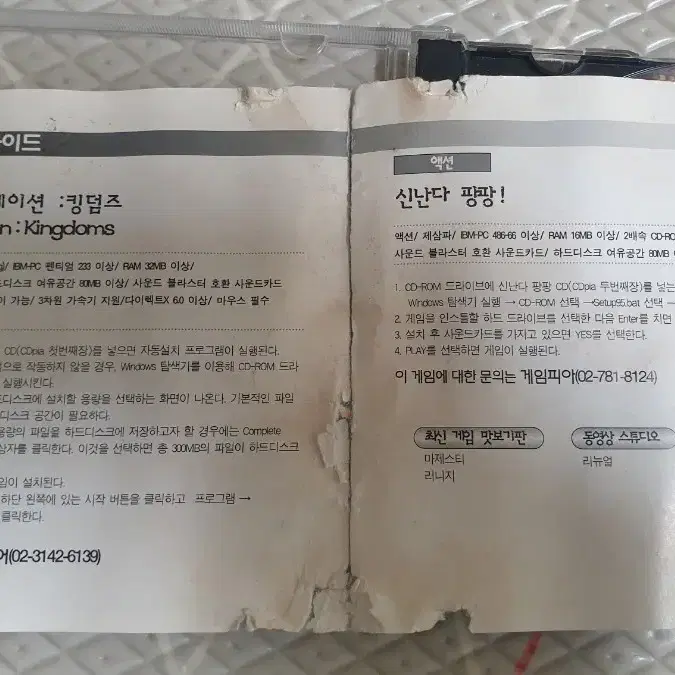 이드
이션 :킹덤즈
n : Kingdoms
/ IBM-PC 펜티엄 233 이상/ RAM 32MB 이상/
드디스크 여유공간 80MB 이상/ 사운드 블라스터 호환 사운드카드
이 가능/ 3차원 가속기 지원/다이렉트X 6.0 이상/ 마우스 필수
CD(CDpia 첫번째장)를 넣으면 자동설치 프로그램이 실행된다.
으로 작동하지 않을 경우, Windows 탐색기를 이용해 CD-ROM 드라
실행시킨다.
드디스크에 설치할 용량을 선택하는 화면이 나온다. 기본적인 파일
디스크 공간이 필요하다.
용량의 파일을 하드디스크에 저장하고자 할 경우에는 Complete
상자를 클릭한다. 이것을 선택하면 총 300MB의 파일이 하드디스크
임이 설치된다.
하단 왼쪽에 있는 시작 버튼을 클릭하고 프로그램 →
클릭한다.
어(02-3142-6139)
액션
신난다 팡팡!
액션/ 제삼파/ IBM-PC 486-66 이상/ RAM 16MB 이상/ 2배속 CD-RO
사운드 블라스터 호환 사운드카드/ 하드디스크 여유공간 80MB
1. CD-ROM 드라이브에 신난다 팡팡 CD(CDpia 두번째장)를 넣는
Windows 탐색기 실행 → CD-ROM 선택 →Setup95.bat 선택 →
2. 게임을 인스톨할 하드 드라이브를 선택한 다음 Enter를 치면
3. 설치 후 사운드카드를 가지고 있으면 YES를 선택한다.
4. PLAY를 선택하면 게임이 실행된다.
이 게임에 대한 문의는 게임피아(02-781-8124)
최신 게임 맛보기판
동영상 스튜디오
마제스티
리뉴얼
리니지